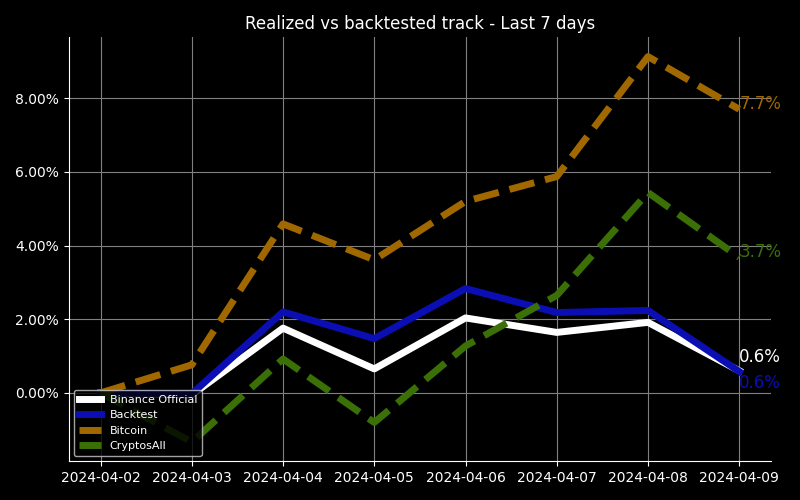 Realized vs backtested track - Last 7 days
8.00%
6.00%
4.00%
2.00%
0.00%
7.7%
3.7%
0.6%
0.6%
Binance Official
Backtest
Bitcoin
CryptosAll
2024-04-02 2024-04-03 2024-04-04 2024-04-05 2024-04-06 2024-04-07 2024-04-08 2024-04-09